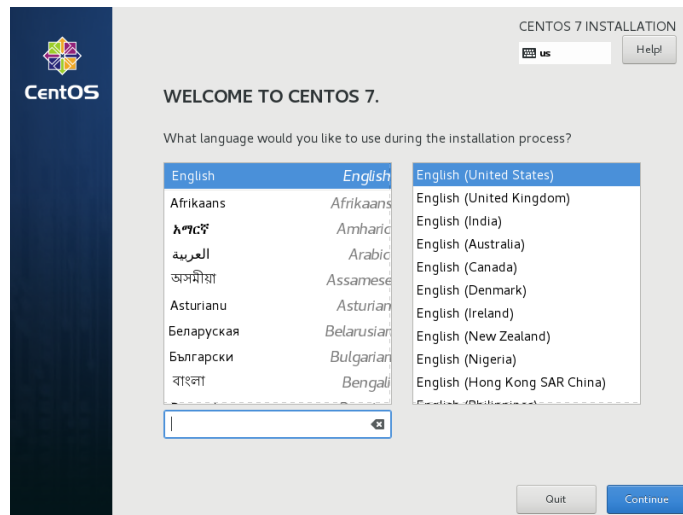 CENTOS 7 INSTALLATION
us
Help!
CentOS
WELCOME TO CENTOS 7.
What language would you like to use during the installation process?
English English
Afrikaans Afrikaans
አማርኛ Amharic
العربية Arabic
অসমীয়া Assamese
Asturianu Asturian
Беларуская Belarusian
Български Bulgarian
বাংলা Bengali
English (United States)
English (United Kingdom)
English (India)
English (Australia)
English (Canada)
English (Denmark)
English (Ireland)
English (New Zealand)
English (Nigeria)
English (Hong Kong SAR China)
English (Philippines)
Quit
Continue